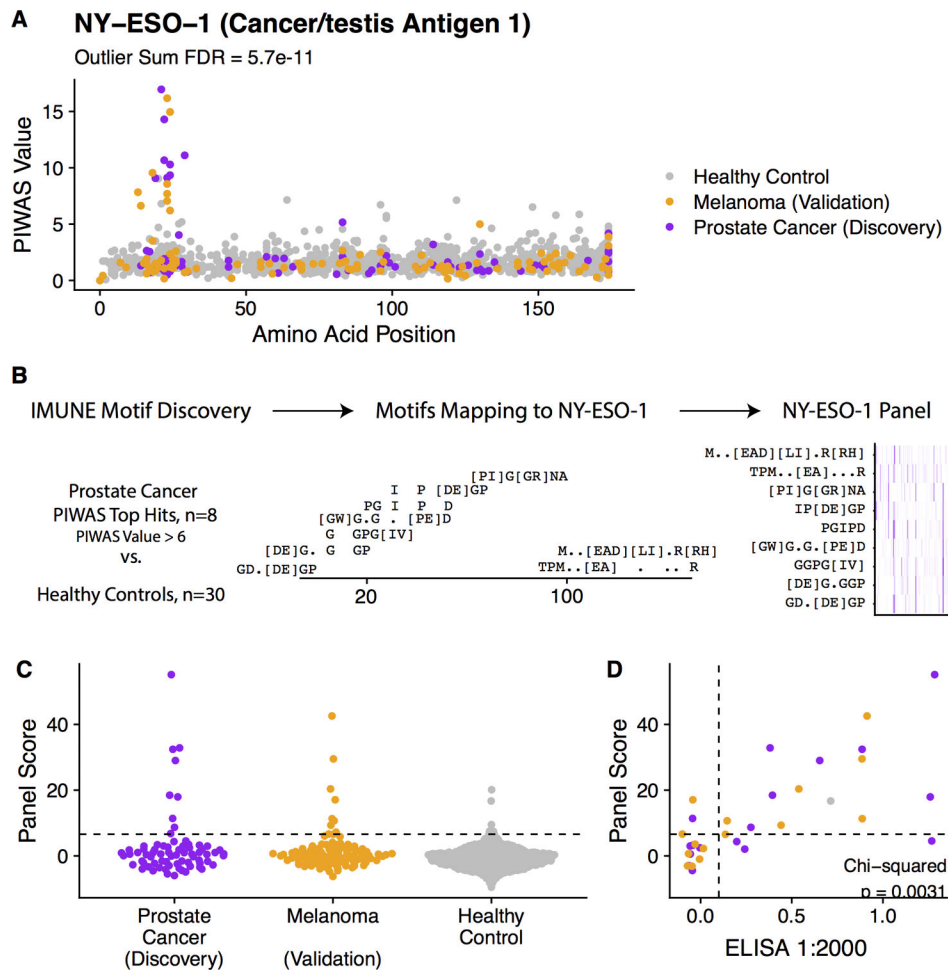 A
NY–ESO–1 (Cancer/testis Antigen 1)
Outlier Sum FDR = 5.7e-11
PIWAS Value
15
10
5
0
0
50
100
150
Amino Acid Position
Healthy Control
Melanoma (Validation)
Prostate Cancer (Discovery)
B
IMUNE Motif Discovery
Motifs Mapping to NY-ESO-1
NY-ESO-1 Panel
Prostate Cancer
PIWAS Top Hits, n=8
PIWAS Value > 6
vs.
Healthy Controls, n=30
[PI]G[GR]NA
I P [DE]GP
PG I P D
[GW]G.G . [PE]D
G GPG[IV]
[DE]G. G GP
GD.[DE]GP
M..[EAD][LI].R[RH]
TPM..[EA] . .. R
20
100
M..[EAD][LI].R[RH]
TPM..[EA]...R
[PI]G[GR]NA
IP[DE]GP
PGIPD
[GW]G.G.[PE]D
GGPG[IV]
[DE]G.GGP
GD.[DE]GP
C
Panel Score
40
20
0
Prostate
Cancer
(Discovery)
Melanoma
(Validation)
Healthy
Control
D
Panel Score
40
20
0
Chi-squared
p = 0.0031
0.0
0.5
1.0
ELISA 1:2000